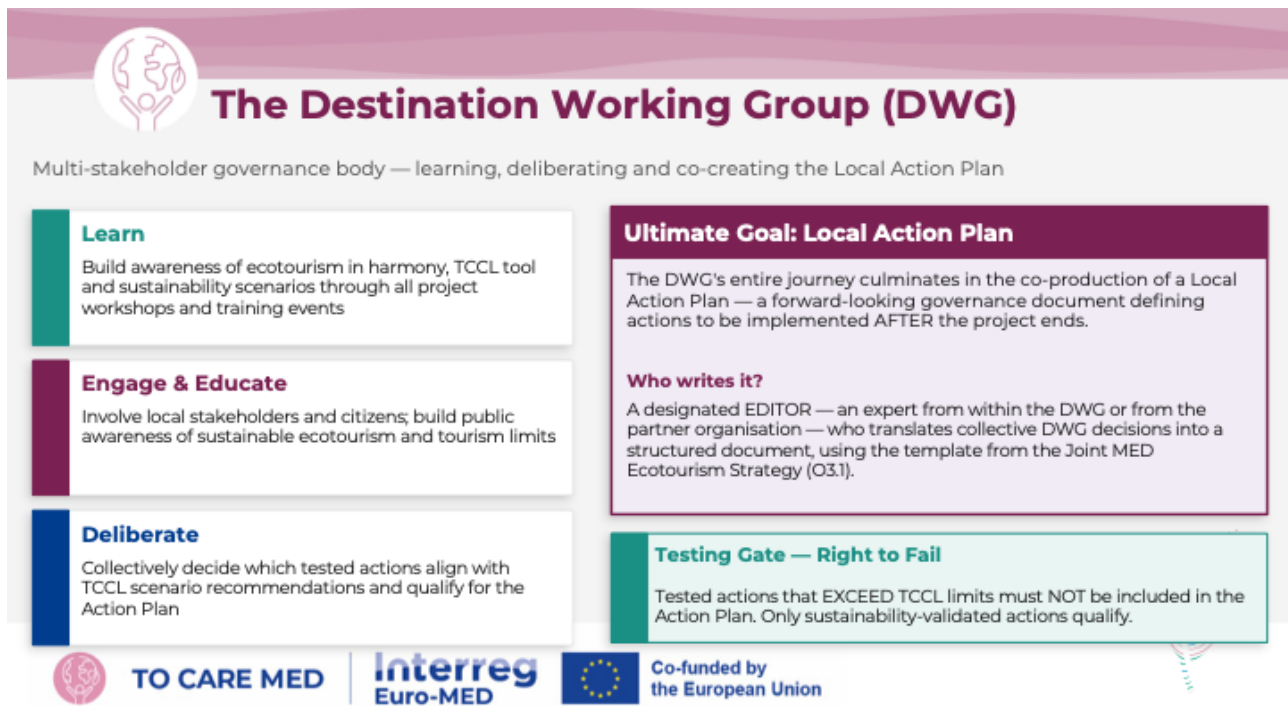 The Destination Working Group (DWG)
Multi-stakeholder governance body — learning, deliberating and co-creating the Local Action Plan
Learn
Build awareness of ecotourism in harmony, TCCL tool
and sustainability scenarios through all project
workshops and training events
Engage & Educate
Involve local stakeholders and citizens; build public
awareness of sustainable ecotourism and tourism limits
Deliberate
Collectively decide which tested actions align with
TCCL scenario recommendations and qualify for the
Action Plan
Ultimate Goal: Local Action Plan
The DWG's entire journey culminates in the co-production of a Local
Action Plan — a forward-looking governance document defining
actions to be implemented AFTER the project ends.
Who writes it?
A designated EDITOR — an expert from within the DWG or from the
partner organisation — who translates collective DWG decisions into a
structured document, using the template from the Joint MED
Ecotourism Strategy (O3.1).
Testing Gate — Right to Fail
Tested actions that EXCEED TCCL limits must NOT be included in the
Action Plan. Only sustainability-validated actions qualify.
TO CARE MED
Interreg
Euro-MED
Co-funded by
the European Union